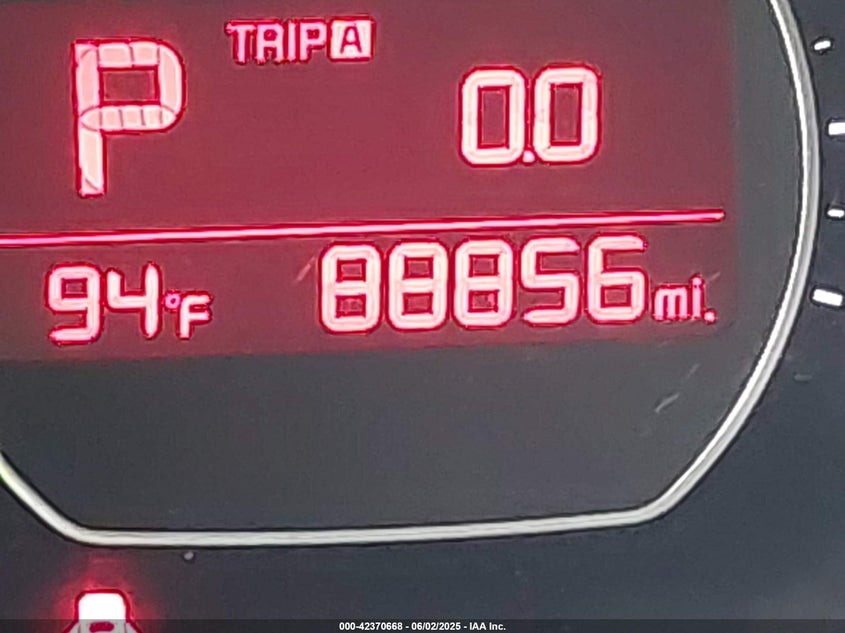 P TRIP A 0.0
94°F 88856 mi.
000-42370668 - 06/02/2025 - IAA Inc.